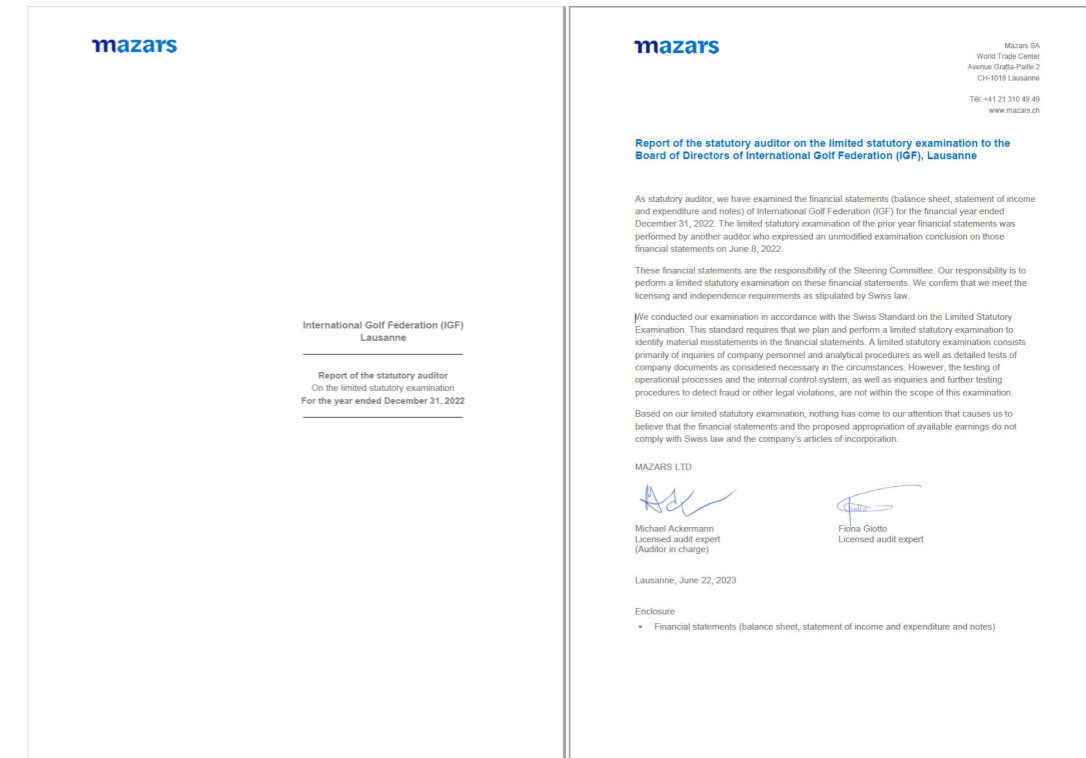 mazars
International Golf Federation (IGF)
Lausanne
Report of the statutory auditor
On the limited statutory examination
For the year ended December 31, 2022
mazars
Mazars SA
World Trade Center
Avenue Gratta-Paille 2
CH-1018 Lausanne
Tél: +41 21 310 49 49
www.mazars.ch
Report of the statutory auditor on the limited statutory examination to the
Board of Directors of International Golf Federation (IGF), Lausanne
As statutory auditor, we have examined the financial statements (balance sheet, statement of income
and expenditure and notes) of International Golf Federation (IGF) for the financial year ended
December 31, 2022. The limited statutory examination of the prior year financial statements was
performed by another auditor who expressed an unmodified examination conclusion on those
financial statements on June 8, 2022.
These financial statements are the responsibility of the Steering Committee. Our responsibility is to
perform a limited statutory examination on these financial statements. We confirm that we meet the
licensing and independence requirements as stipulated by Swiss law.
We conducted our examination in accordance with the Swiss Standard on the Limited Statutory
Examination. This standard requires that we plan and perform a limited statutory examination to
identify material misstatements in the financial statements. A limited statutory examination consists
primarily of inquiries of company personnel and analytical procedures as well as detailed tests of
company documents as considered necessary in the circumstances. However, the testing of
operational processes and the internal control system, as well as inquiries and further testing
procedures to detect fraud or other legal violations, are not within the scope of this examination.
Based on our limited statutory examination, nothing has come to our attention that causes us to
believe that the financial statements and the proposed appropriation of available earnings do not
comply with Swiss law and the company's articles of incorporation.
MAZARS LTD
Michael Ackermann
Licensed audit expert
(Auditor in charge)
Fiona Giotto
Licensed audit expert
Lausanne, June 22, 2023
Enclosure
• Financial statements (balance sheet, statement of income and expenditure and notes)